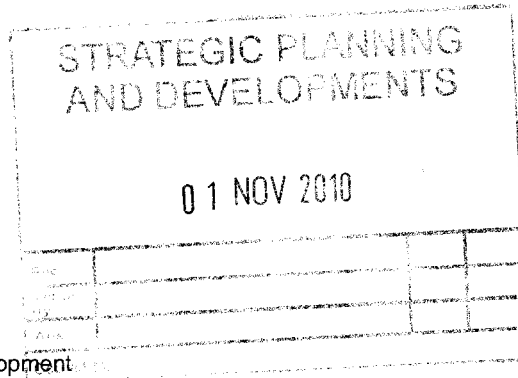 STRATEGIC PLANNING
AND DEVELOPMENTS
01 NOV 2010
opment